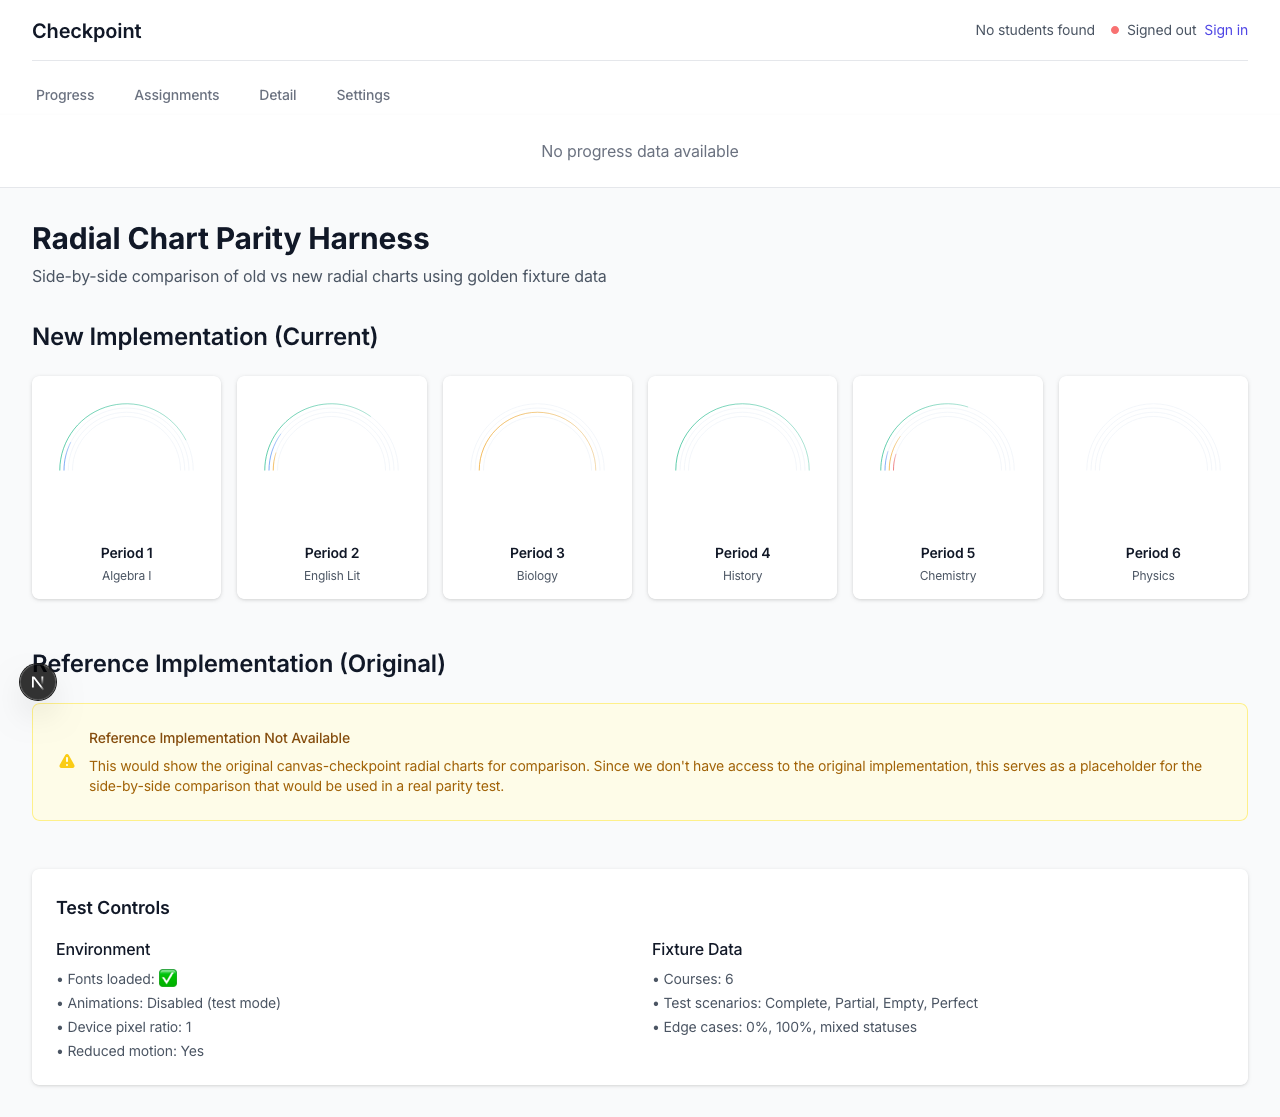 Checkpoint
No students found
Signed out
Sign in
Progress
Assignments
Detail
Settings
No progress data available
Radial Chart Parity Harness
Side-by-side comparison of old vs new radial charts using golden fixture data
New Implementation (Current)
Period 1
Algebra I
Period 2
English Lit
Period 3
Biology
Period 4
History
Period 5
Chemistry
Period 6
Physics
Reference Implementation (Original)
N
Reference Implementation Not Available
This would show the original canvas-checkpoint radial charts for comparison. Since we don't have access to the original implementation, this serves as a placeholder for the
side-by-side comparison that would be used in a real parity test.
Test Controls
Environment
• Fonts loaded: ✅
• Animations: Disabled (test mode)
• Device pixel ratio: 1
• Reduced motion: Yes
Fixture Data
• Courses: 6
• Test scenarios: Complete, Partial, Empty, Perfect
• Edge cases: 0%, 100%, mixed statuses